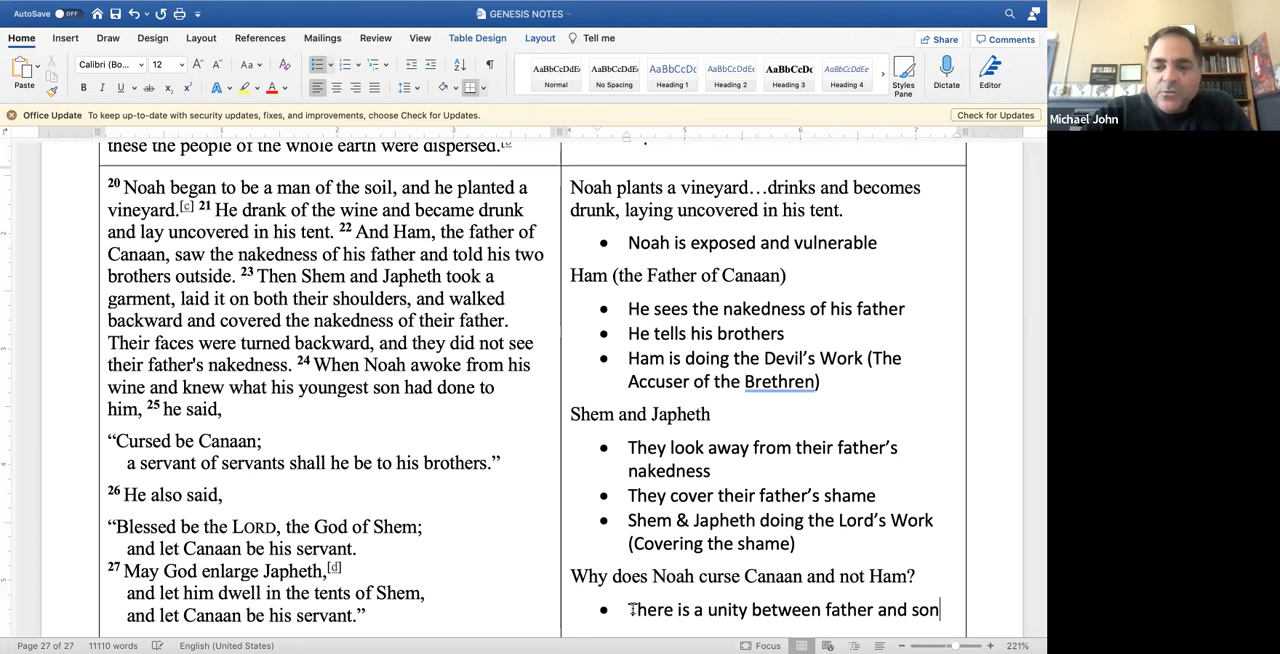 AutoSave OFF
GENESIS NOTES
Home Insert Draw Design Layout References Mailings Review View Table Design Layout Tell me
Share Comments
Paste
Calibri (Bo... 12
AaBbCcDdEe AaBbCcDdEe AaBbCcDc AaBbCcDdEe AaBbCcDdE AaBbCcDdEe
Normal No Spacing Heading 1 Heading 2 Heading 3 Heading 4
Styles Pane
Dictate
Editor
Michael John
Office Update To keep up-to-date with security updates, fixes, and improvements, choose Check for Updates.
Check for Updates
1 2 3 4 5 6 7
these the people of the whole earth were dispersed.
20 Noah began to be a man of the soil, and he planted a
vineyard.[c] 21 He drank of the wine and became drunk
and lay uncovered in his tent. 22 And Ham, the father of
Canaan, saw the nakedness of his father and told his two
brothers outside. 23 Then Shem and Japheth took a
garment, laid it on both their shoulders, and walked
backward and covered the nakedness of their father.
Their faces were turned backward, and they did not see
their father's nakedness. 24 When Noah awoke from his
wine and knew what his youngest son had done to
him, 25 he said,
“Cursed be Canaan;
a servant of servants shall he be to his brothers.”
26 He also said,
“Blessed be the LORD, the God of Shem;
and let Canaan be his servant.
27 May God enlarge Japheth,[d]
and let him dwell in the tents of Shem,
and let Canaan be his servant.”
Noah plants a vineyard…drinks and becomes
drunk, laying uncovered in his tent.
• Noah is exposed and vulnerable
Ham (the Father of Canaan)
• He sees the nakedness of his father
• He tells his brothers
• Ham is doing the Devil’s Work (The
Accuser of the Brethren)
Shem and Japheth
• They look away from their father’s
nakedness
• They cover their father’s shame
• Shem & Japheth doing the Lord’s Work
(Covering the shame)
Why does Noah curse Canaan and not Ham?
• There is a unity between father and son
Page 27 of 27 11110 words English (United States)
Focus
221%